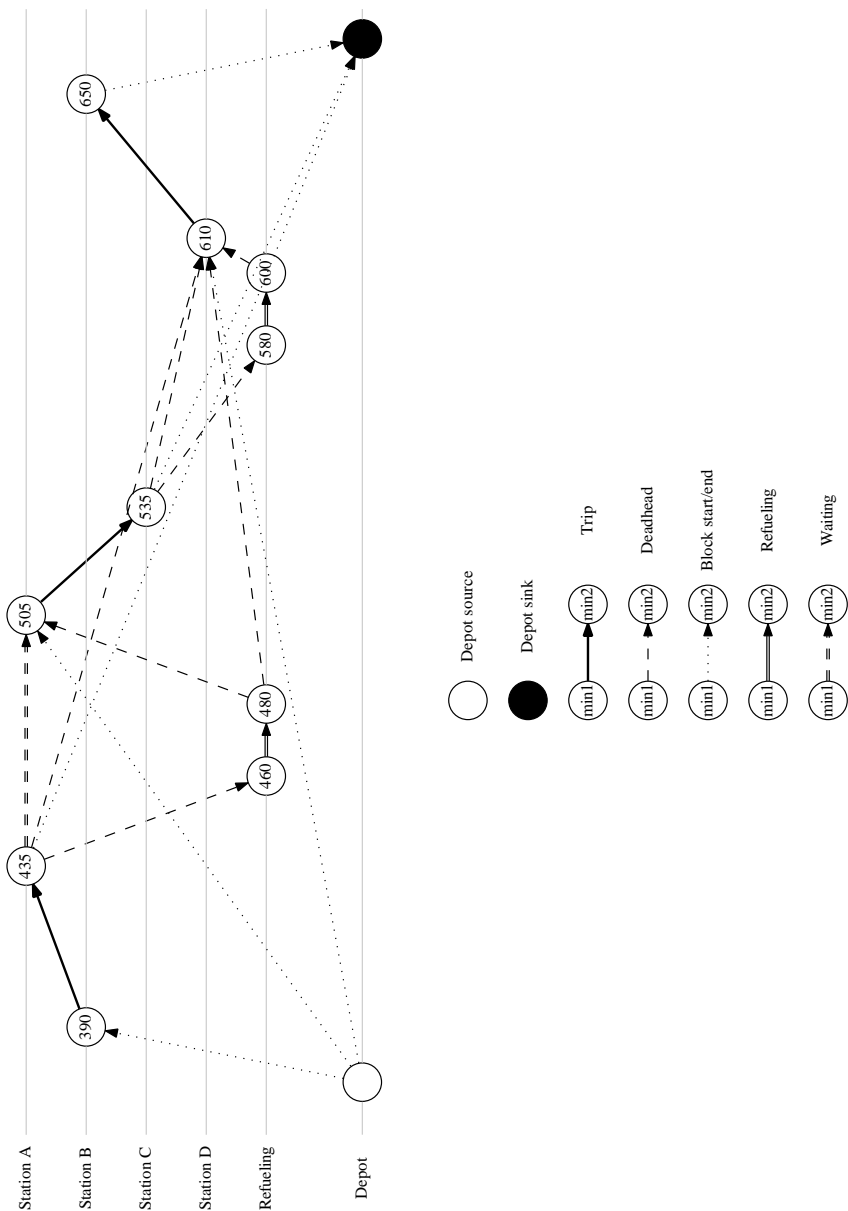 Station A
Station B
Station C
Station D
Refueling
Depot
390
435
460
480
505
535
580
600
610
650
Depot source
Depot sink
min1 min2 Trip
min1 min2 Deadhead
min1 min2 Block start/end
min1 min2 Refueling
min1 min2 Waiting